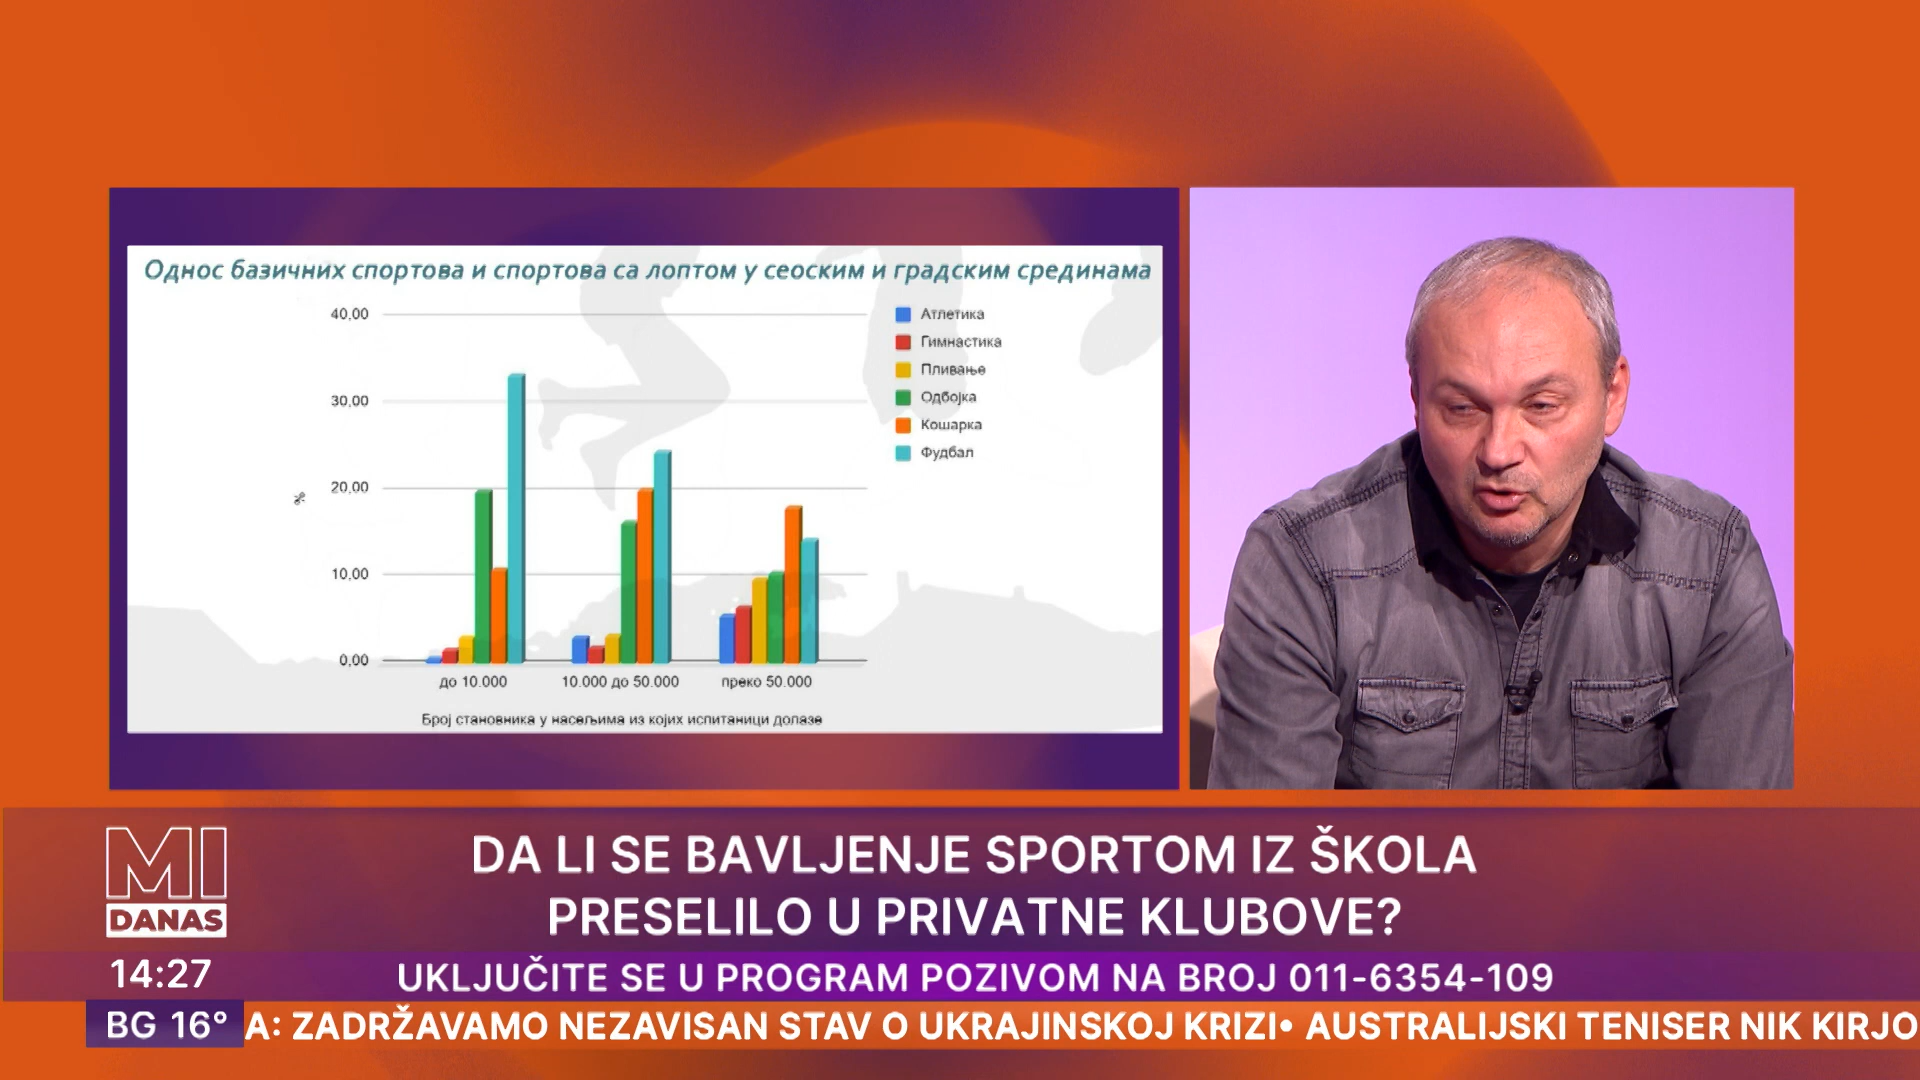 Однос базичних спортова и спортова са лоптом у сеоским и градским срединама
40,00
30,00
20,00
10,00
0,00
%
Атлетика
Гимнастика
Пливање
Одбојка
Кошарка
Фудбал
до 10.000
10.000 до 50.000
преко 50.000
Број становника у насељима из којих испитаници долазе
MI
DANAS
14:27
DA LI SE BAVLJENJE SPORTOM IZ ŠKOLA
PRESELILO U PRIVATNE KLUBOVE?
UKLJUČITE SE U PROGRAM POZIVOM NA BROJ 011-6354-109
BG 16°
A: ZADRŽAVAMO NEZAVISAN STAV O UKRAJINSKOJ KRIZI• AUSTRALIJSKI TENISER NIK KIRJO